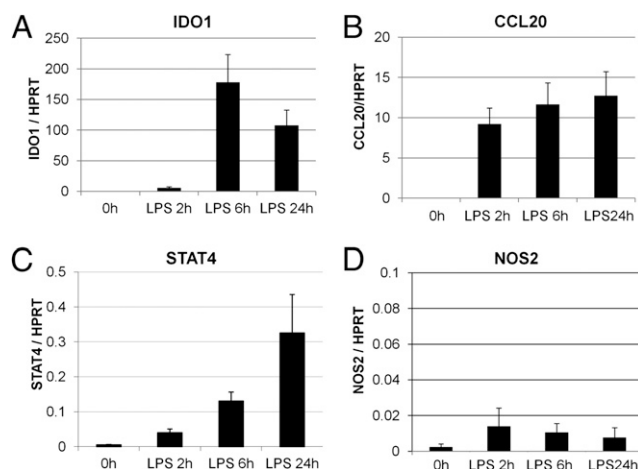 A
IDO1
IDO1 / HPRT
250
200
150
100
50
0
0h LPS 2h LPS 6h LPS 24h
B
CCL20
CCL20/HPRT
20
15
10
5
0
0h LPS 2h LPS 6h LPS24h
C
STAT4
STAT4 / HPRT
0.5
0.4
0.3
0.2
0.1
0
0h LPS 2h LPS 6h LPS 24h
D
NOS2
NOS2 / HPRT
0.1
0.08
0.06
0.04
0.02
0
0h LPS 2h LPS 6h LPS24h